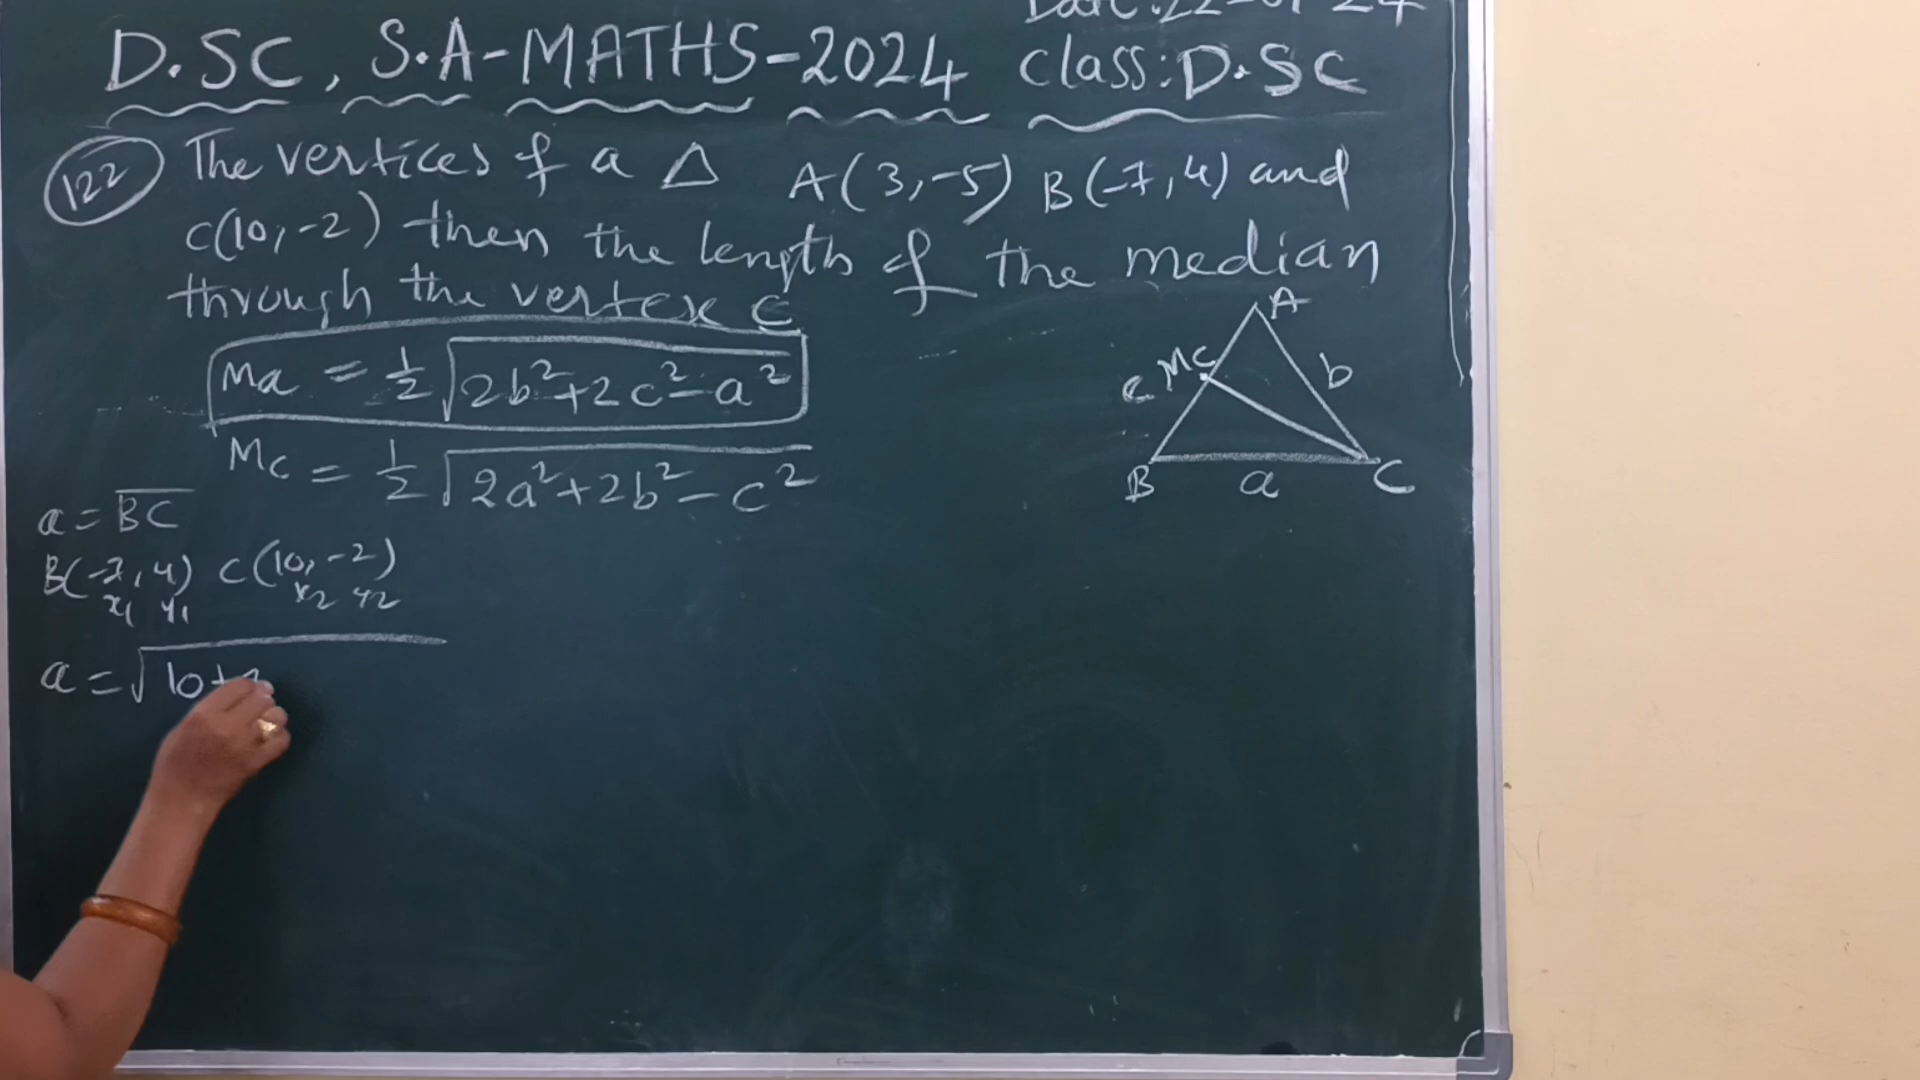 D.SC, S.A-MATHS-2024 class:D.SC
122 The vertices of a Δ A(3,-5) B(-7,4) and
C(10,-2) then the length of the median
through the vertex C
Ma = 1/2 √(2b²+2c²-a²)
Mc = 1/2 √(2a²+2b²-c²)
A
Mc
c
b
B
a
C
a = BC
B(-7,4) C(10,-2)
x1 y1 x2 y2
a = √10+